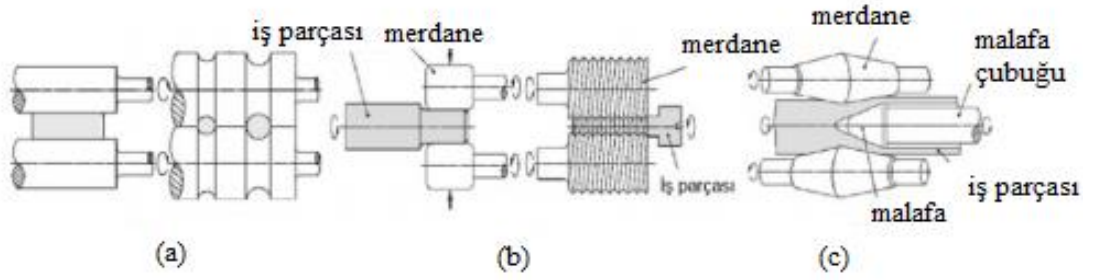 iş parçası
merdane
merdane
İş parçası
merdane
malafa
çubuğu
iş parçası
malafa
(a)
(b)
(c)